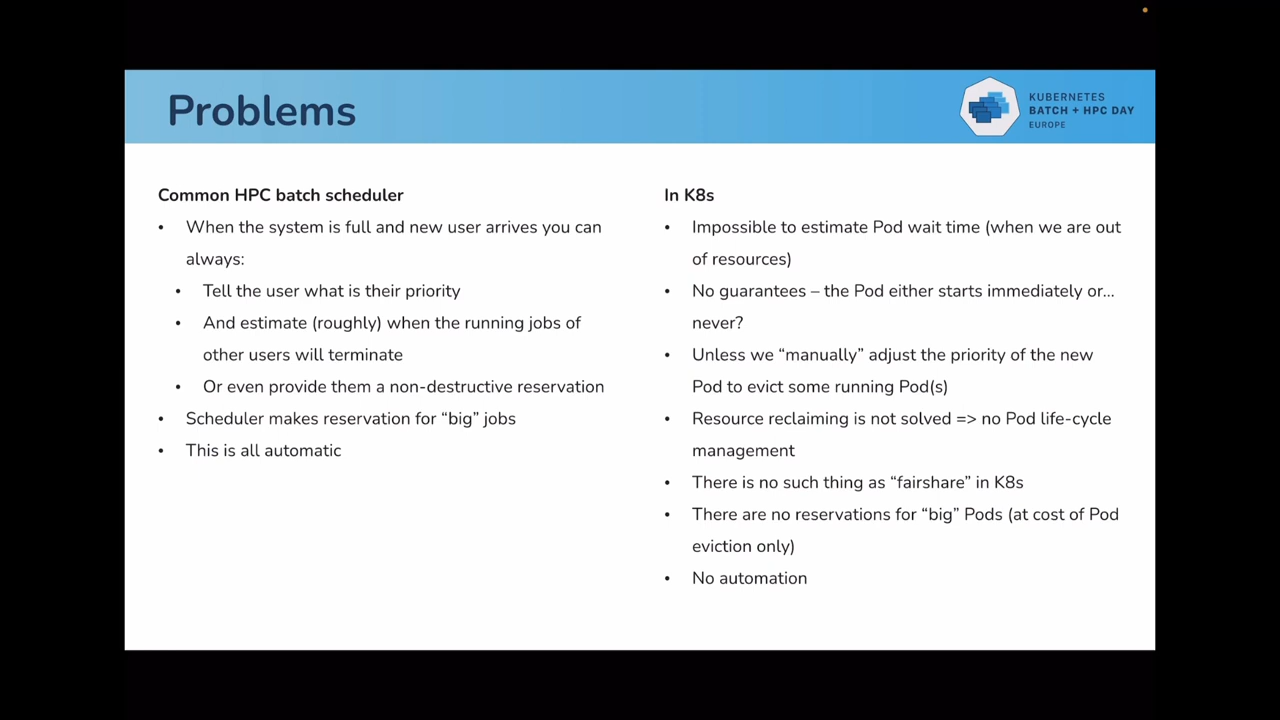 Problems
KUBERNETES
BATCH + HPC DAY
EUROPE
Common HPC batch scheduler
• When the system is full and new user arrives you can
always:
• Tell the user what is their priority
• And estimate (roughly) when the running jobs of
other users will terminate
• Or even provide them a non-destructive reservation
• Scheduler makes reservation for “big” jobs
• This is all automatic
In K8s
• Impossible to estimate Pod wait time (when we are out
of resources)
• No guarantees – the Pod either starts immediately or...
never?
• Unless we “manually” adjust the priority of the new
Pod to evict some running Pod(s)
• Resource reclaiming is not solved => no Pod life-cycle
management
• There is no such thing as “fairshare” in K8s
• There are no reservations for “big” Pods (at cost of Pod
eviction only)
• No automation